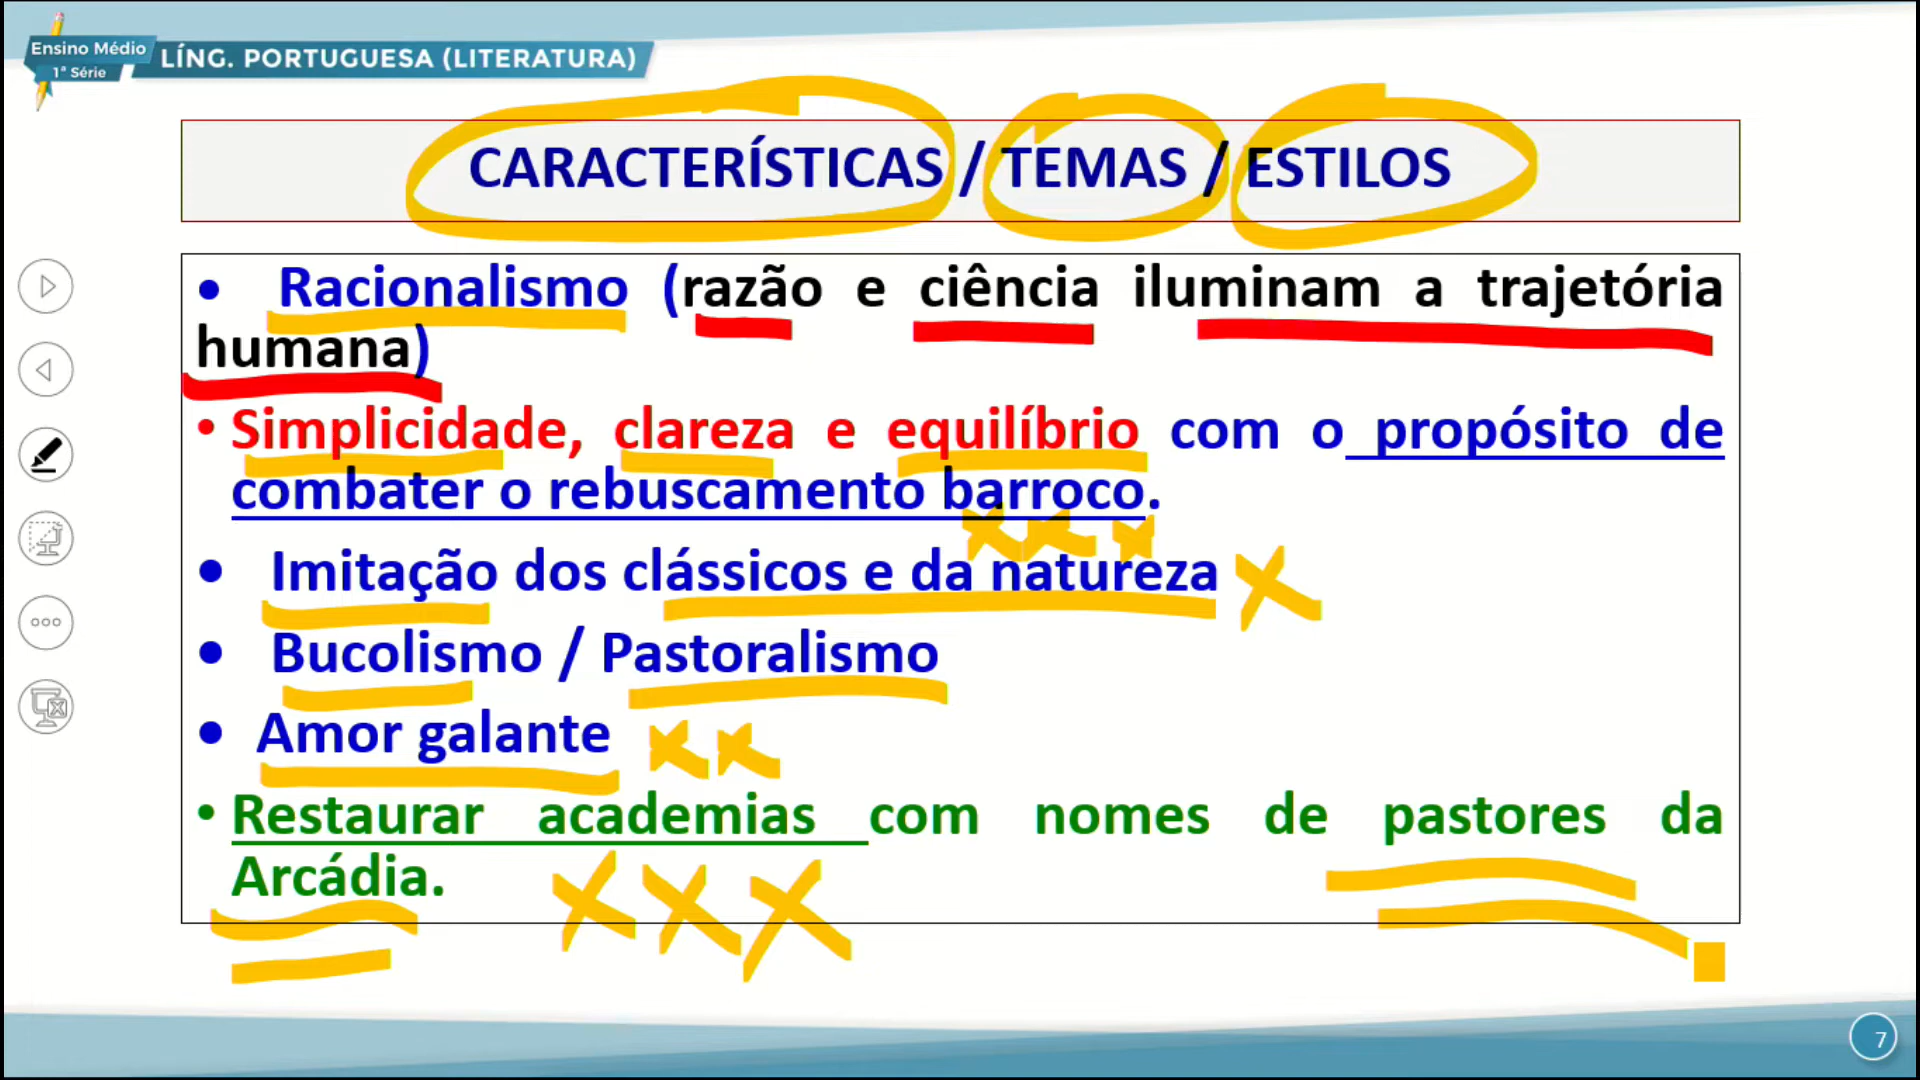 Ensino Médio
1ª Série
LÍNG. PORTUGUESA (LITERATURA)
CARACTERÍSTICAS / TEMAS / ESTILOS
• Racionalismo (razão e ciência iluminam a trajetória
humana)
• Simplicidade, clareza e equilíbrio com o propósito de
combater o rebuscamento barroco.
• Imitação dos clássicos e da natureza
• Bucolismo / Pastoralismo
• Amor galante
• Restaurar academias com nomes de pastores da
Arcádia.
7